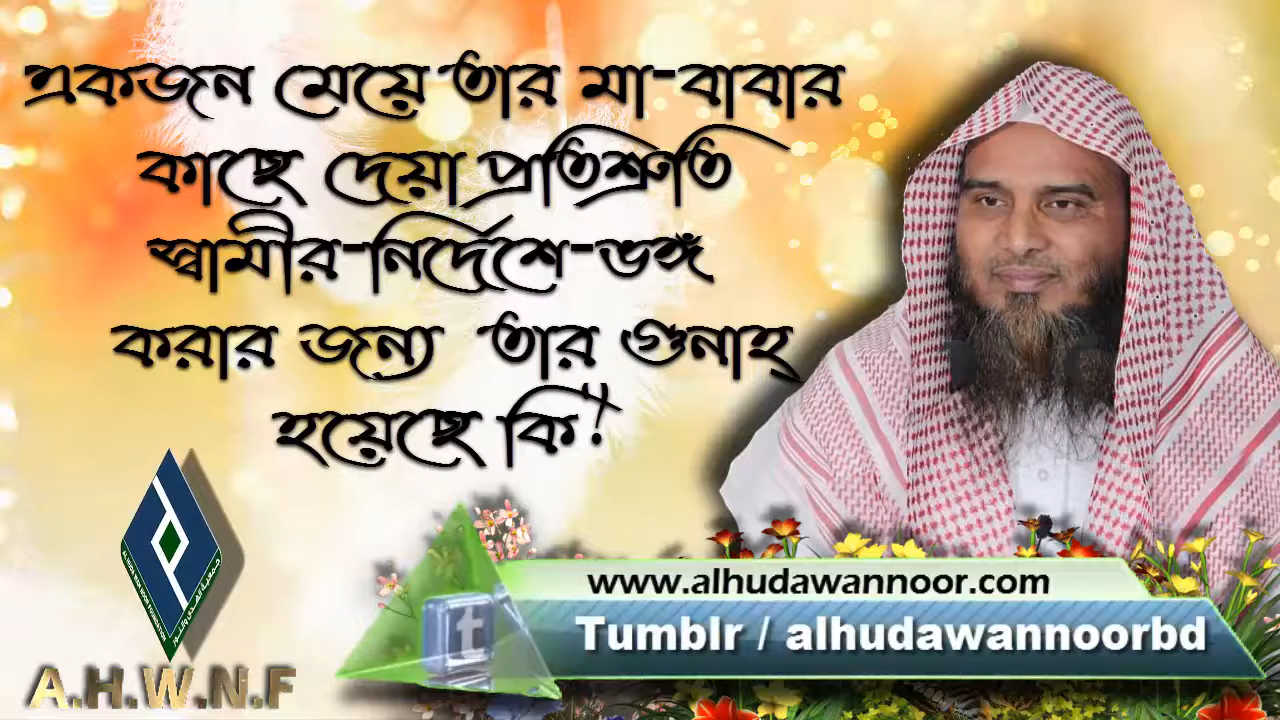 একজন মেয়ে তার মা-বাবার
কাছে দেয়া প্রতিশ্রুতি
স্বামীর-নির্দেশে-ভঙ্গ
করার জন্য তার গুনাহ
হয়েছে কি!!
www.alhudawannoor.com
t
Tumblr / alhudawannoorbd
A.H.W.N.F